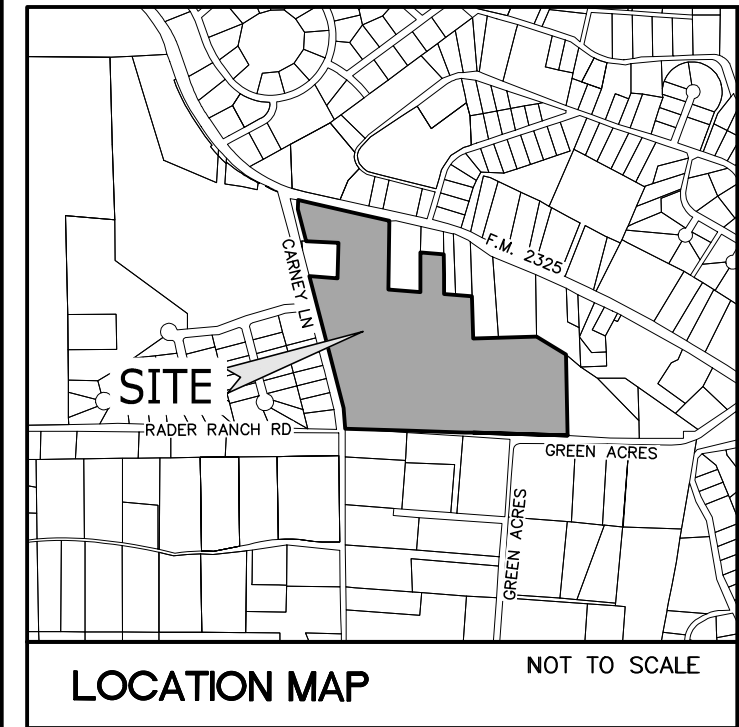 F.M. 2325
CARNEY LN
SITE
RADER RANCH RD
GREEN ACRES
GREEN ACRES
LOCATION MAP
NOT TO SCALE